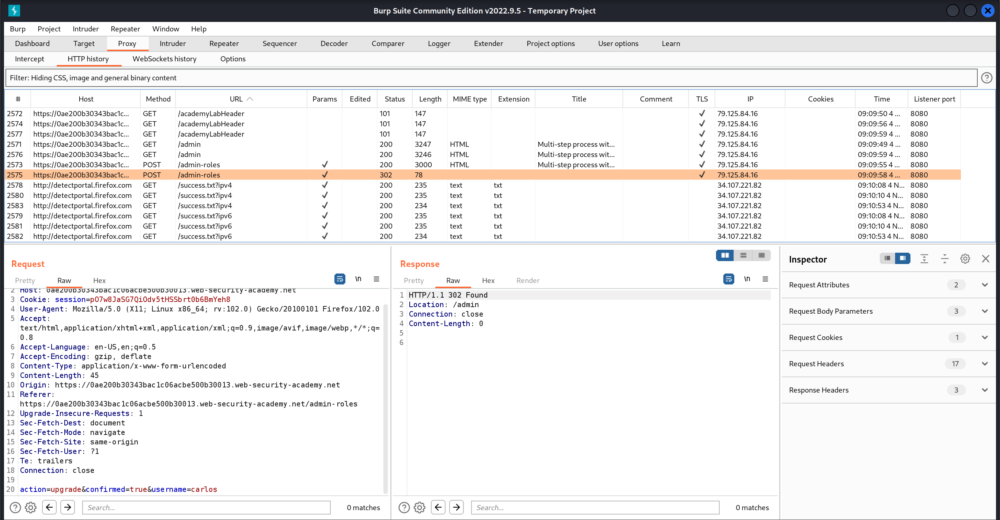 Burp Suite Community Edition v2022.9.5 - Temporary Project
Burp Project Intruder Repeater Window Help
Dashboard Target Proxy Intruder Repeater Sequencer Decoder Comparer Logger Extender Project options User options Learn
Intercept HTTP history WebSockets history Options
Filter: Hiding CSS, image and general binary content
# Host Method URL Params Edited Status Length MIME type Extension Title Comment TLS IP Cookies Time Listener port
2572 https://0ae200b30343bac1c... GET /academyLabHeader 101 147 ✓ 79.125.84.16 09:09:50 4 ... 8080
2574 https://0ae200b30343bac1c... GET /academyLabHeader 101 147 ✓ 79.125.84.16 09:09:56 4 ... 8080
2577 https://0ae200b30343bac1c... GET /academyLabHeader 101 147 ✓ 79.125.84.16 09:09:59 4 ... 8080
2571 https://0ae200b30343bac1c... GET /admin 200 3247 HTML Multi-step process wit... ✓ 79.125.84.16 09:09:49 4 ... 8080
2576 https://0ae200b30343bac1c... GET /admin 200 3246 HTML Multi-step process wit... ✓ 79.125.84.16 09:09:59 4 ... 8080
2573 https://0ae200b30343bac1c... POST /admin-roles ✓ 200 3000 HTML Multi-step process wit... ✓ 79.125.84.16 09:09:55 4 ... 8080
2575 https://0ae200b30343bac1c... POST /admin-roles ✓ 302 78 ✓ 79.125.84.16 09:09:58 4 ... 8080
2578 http://detectportal.firefox.com GET /success.txt?ipv4 ✓ 200 235 text txt 34.107.221.82 09:10:08 4 N... 8080
2580 http://detectportal.firefox.com GET /success.txt?ipv4 ✓ 200 235 text txt 34.107.221.82 09:10:10 4 N... 8080
2583 http://detectportal.firefox.com GET /success.txt?ipv4 ✓ 200 234 text txt 34.107.221.82 09:10:53 4 N... 8080
2579 http://detectportal.firefox.com GET /success.txt?ipv6 ✓ 200 235 text txt 34.107.221.82 09:10:08 4 N... 8080
2581 http://detectportal.firefox.com GET /success.txt?ipv6 ✓ 200 235 text txt 34.107.221.82 09:10:10 4 N... 8080
2582 http://detectportal.firefox.com GET /success.txt?ipv6 ✓ 200 234 text txt 34.107.221.82 09:10:53 4 N... 8080
Request
Pretty Raw Hex \n
2 Host: 0ae200b30343bac1c06acbe500b30013.web-security-academy.net
3 Cookie: session=pO7w8JaSG7QiOdv5tHSSbrt0b6BmYeh8
4 User-Agent: Mozilla/5.0 (X11; Linux x86_64; rv:102.0) Gecko/20100101 Firefox/102.0
5 Accept:
text/html,application/xhtml+xml,application/xml;q=0.9,image/avif,image/webp,*/*;q=
0.8
6 Accept-Language: en-US,en;q=0.5
7 Accept-Encoding: gzip, deflate
8 Content-Type: application/x-www-form-urlencoded
9 Content-Length: 45
10 Origin: https://0ae200b30343bac1c06acbe500b30013.web-security-academy.net
11 Referer:
https://0ae200b30343bac1c06acbe500b30013.web-security-academy.net/admin-roles
12 Upgrade-Insecure-Requests: 1
13 Sec-Fetch-Dest: document
14 Sec-Fetch-Mode: navigate
15 Sec-Fetch-Site: same-origin
16 Sec-Fetch-User: ?1
17 Te: trailers
18 Connection: close
19
20 action=upgrade&confirmed=true&username=carlos
Search... 0 matches
Response
Pretty Raw Hex Render \n
1 HTTP/1.1 302 Found
2 Location: /admin
3 Connection: close
4 Content-Length: 0
5
6
Search... 0 matches
Inspector
Request Attributes 2
Request Body Parameters 3
Request Cookies 1
Request Headers 17
Response Headers 3